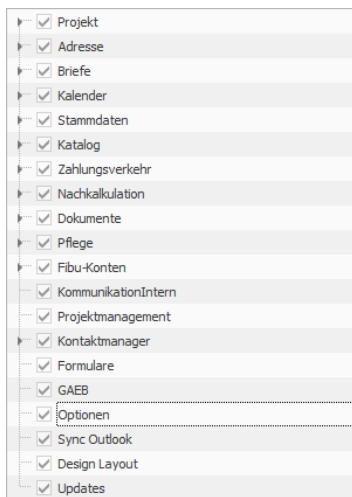 Projekt
Adresse
Briefe
Kalender
Stammdaten
Katalog
Zahlungsverkehr
Nachkalkulation
Dokumente
Pflege
Fibu-Konten
KommunikationIntern
Projektmanagement
Kontaktmanager
Formulare
GAEB
Optionen
Sync Outlook
Design Layout
Updates